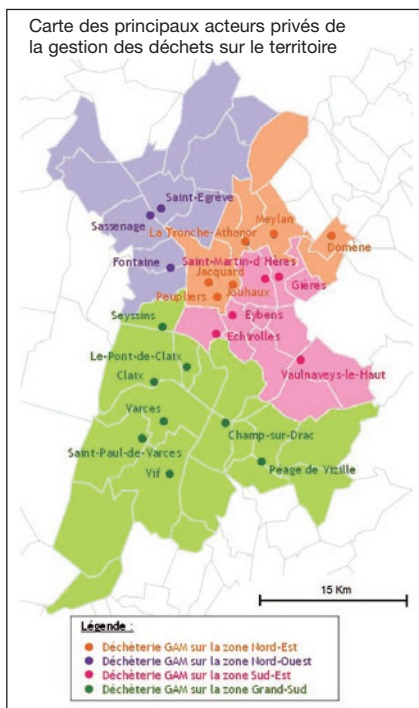 Carte des principaux acteurs privés de
la gestion des déchets sur le territoire
Saint-Egrève
Sassenage
Meylan
La Tronche-Athanor
Domène
Fontaine
Saint-Martin-d'Hères
Jacquard
Gières
Peupliers
Jouhaux
Seyssins
Eybens
Echirolles
Le-Pont-de-Claix
Claix
Vaulnaveys-le-Haut
Varces
Champ-sur-Drac
Saint-Paul-de-Varces
Vif
Péage de Vizille
15 Km
Légende :
Déchèterie GAM sur la zone Nord-Est
Déchèterie GAM sur la zone Nord-Ouest
Déchèterie GAM sur la zone Sud-Est
Déchèterie GAM sur la zone Grand-Sud